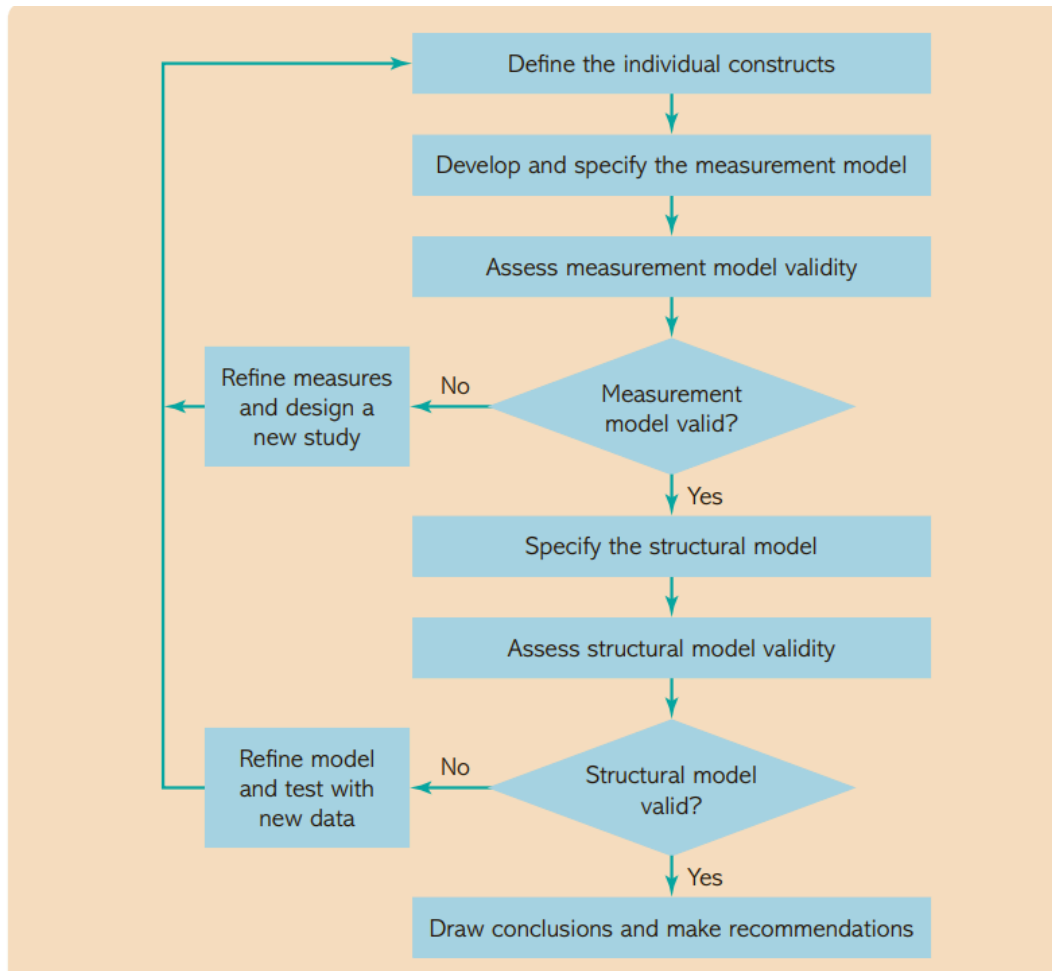 Define the individual constructs
Develop and specify the measurement model
Assess measurement model validity
Refine measures
and design a
new study
No
Measurement
model valid?
Yes
Specify the structural model
Assess structural model validity
Refine model
and test with
new data
No
Structural model
valid?
Yes
Draw conclusions and make recommendations